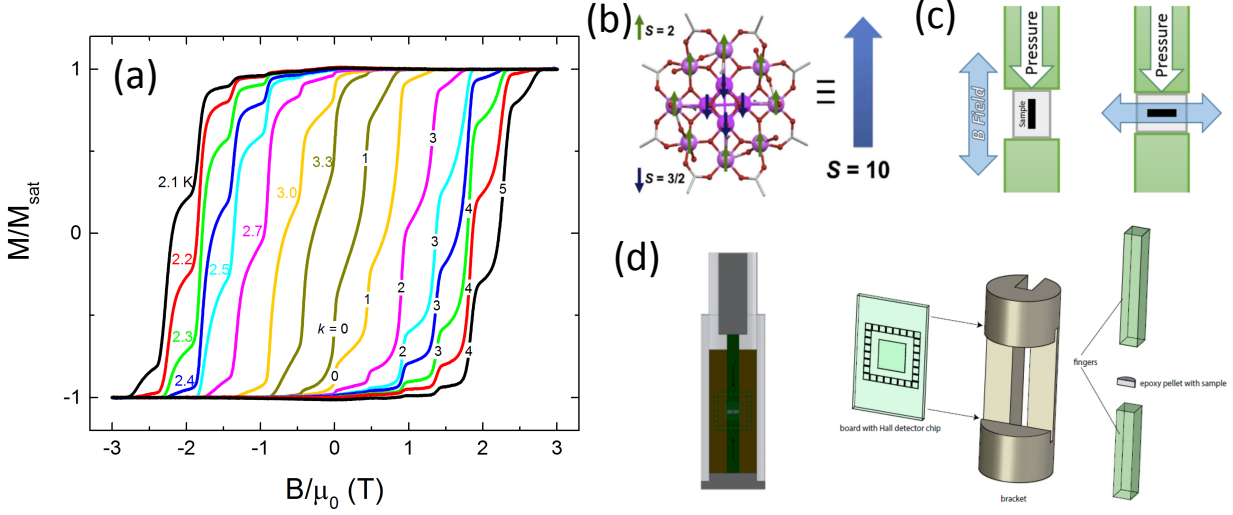 (a)
M/M_sat
1
0
-1
-3
-2
-1
0
1
2
3
B/μ₀ (T)
2.1 K
2.2
2.3
2.4
2.5
2.7
3.0
3.3
k = 0
0
1
1
2
3
2
3
3
3
4
3
4
4
5
4
(b)
S = 2
S = 3/2
=
S = 10
(c)
Pressure
Pressure
B Field
Sample
(d)
board with Hall detector chip
bracket
fingers
epoxy pellet with sample